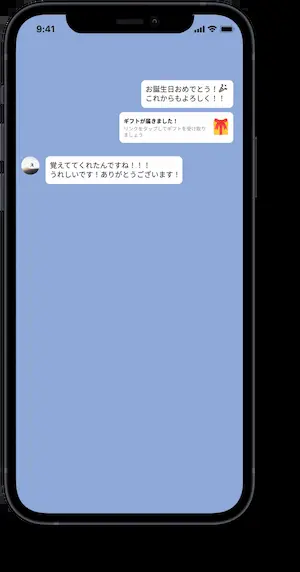 9:41
お誕生日おめでとう！🎉
これからもよろしく！！
ギフトが届きました！
リンクをタップしてギフトを受け取り
ましょう
覚えててくれたんですね！！！
うれしいです！ありがとうございます！